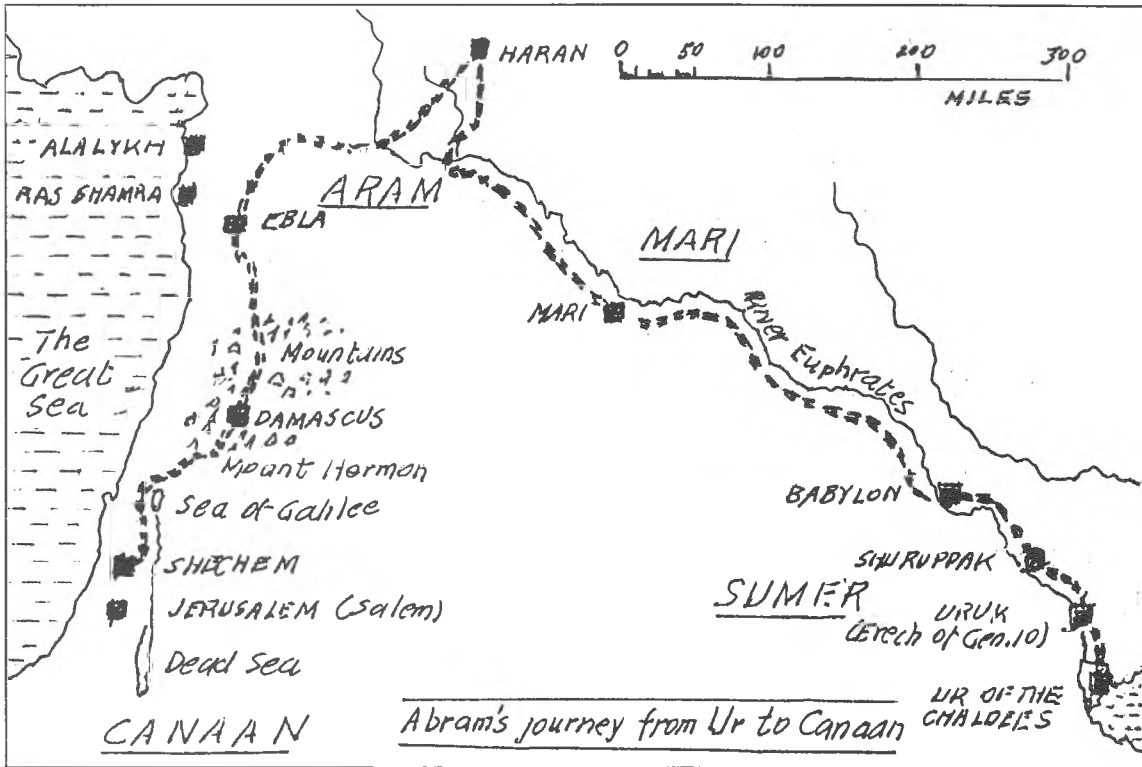 HARAN
0 50 100 200 300
MILES
ALALYKH
RAS SHAMRA
ARAM
EBLA
MARI
MARI
River Euphrates
The
Great
Sea
Mountains
DAMASCUS
Mount Hermon
Sea of Galilee
BABYLON
SHECHEM
SHURUPPAK
JERUSALEM (Salem)
SUMER
URUK
(Erech of Gen.10)
Dead Sea
UR OF THE
CHALDEES
CANAAN
Abram's journey from Ur to Canaan